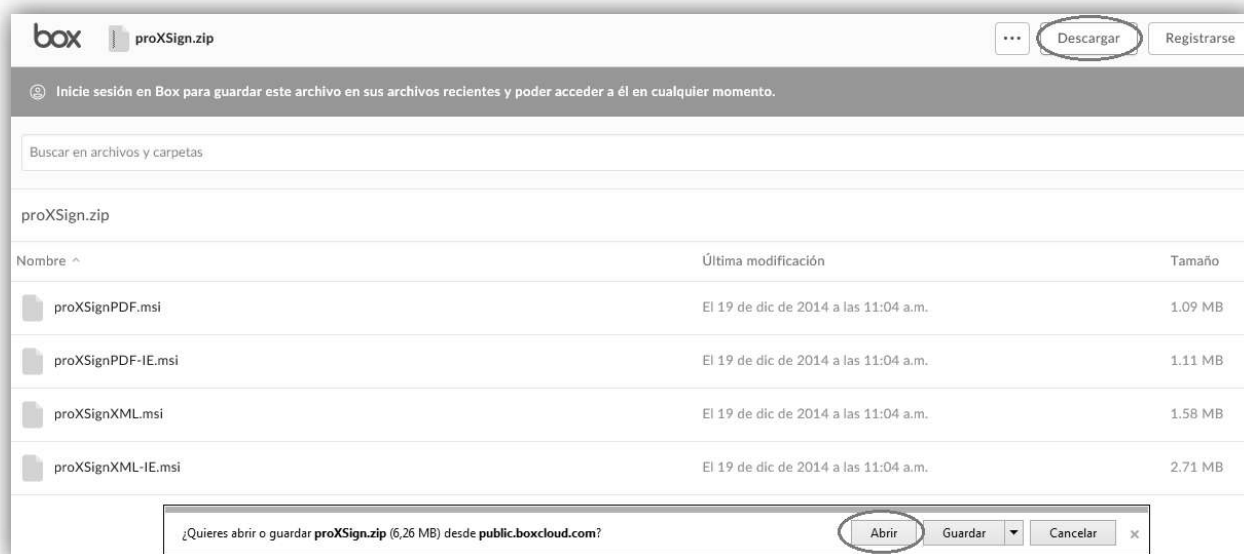 box proXSign.zip ... Descargar Registrarse
Inicie sesión en Box para guardar este archivo en sus archivos recientes y poder acceder a él en cualquier momento.
Buscar en archivos y carpetas
proXSign.zip
Nombre Última modificación Tamaño
proXSignPDF.msi El 19 de dic de 2014 a las 11:04 a.m. 1.09 MB
proXSignPDF-IE.msi El 19 de dic de 2014 a las 11:04 a.m. 1.11 MB
proXSignXML.msi El 19 de dic de 2014 a las 11:04 a.m. 1.58 MB
proXSignXML-IE.msi El 19 de dic de 2014 a las 11:04 a.m. 2.71 MB
¿Quieres abrir o guardar proXSign.zip (6,26 MB) desde public.boxcloud.com? Abrir Guardar Cancelar ×